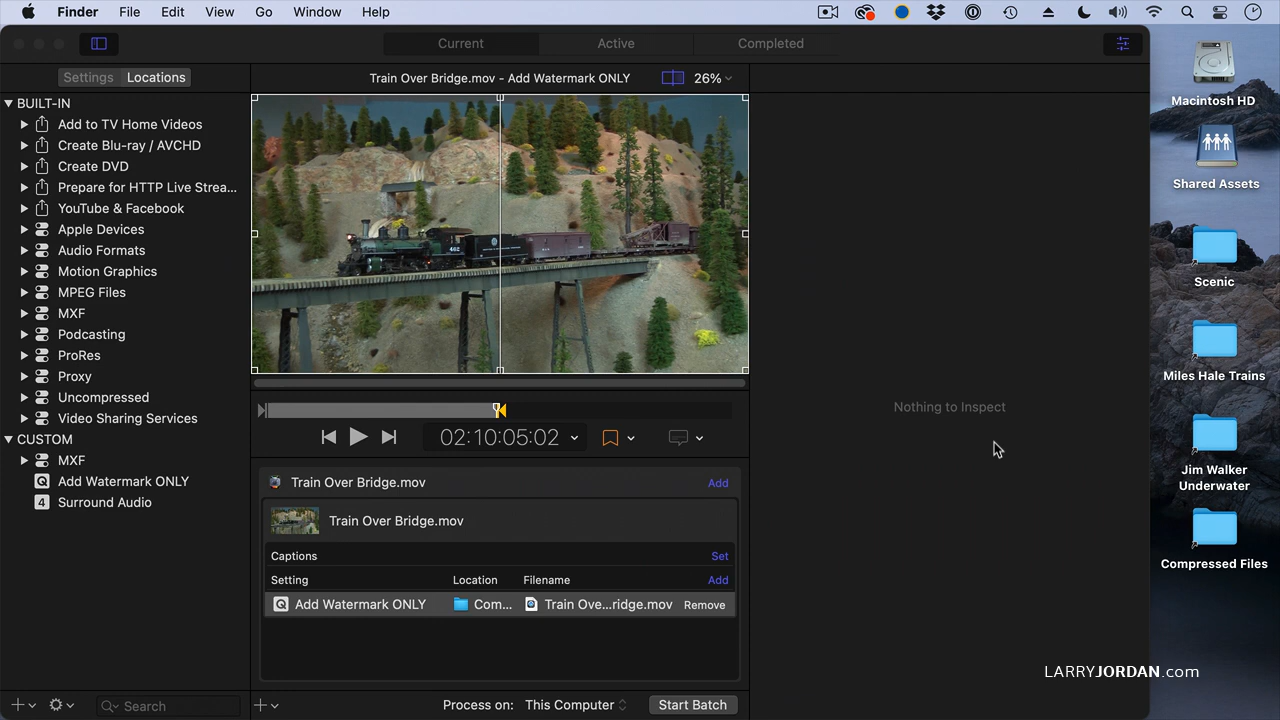 Finder File Edit View Go Window Help
Current Active Completed
Settings Locations
Train Over Bridge.mov - Add Watermark ONLY 26%
BUILT-IN
Add to TV Home Videos
Create Blu-ray / AVCHD
Create DVD
Prepare for HTTP Live Strea...
YouTube & Facebook
Apple Devices
Audio Formats
Motion Graphics
MPEG Files
MXF
Podcasting
ProRes
Proxy
Uncompressed
Video Sharing Services
CUSTOM
MXF
Add Watermark ONLY
Surround Audio
Search
462
02:10:05:02
Train Over Bridge.mov Add
Train Over Bridge.mov
Captions Set
Setting Location Filename Add
Add Watermark ONLY Com... Train Ove...ridge.mov Remove
Process on: This Computer Start Batch
Nothing to Inspect
Macintosh HD
Shared Assets
Scenic
Miles Hale Trains
Jim Walker
Underwater
Compressed Files
LARRYJORDAN.com